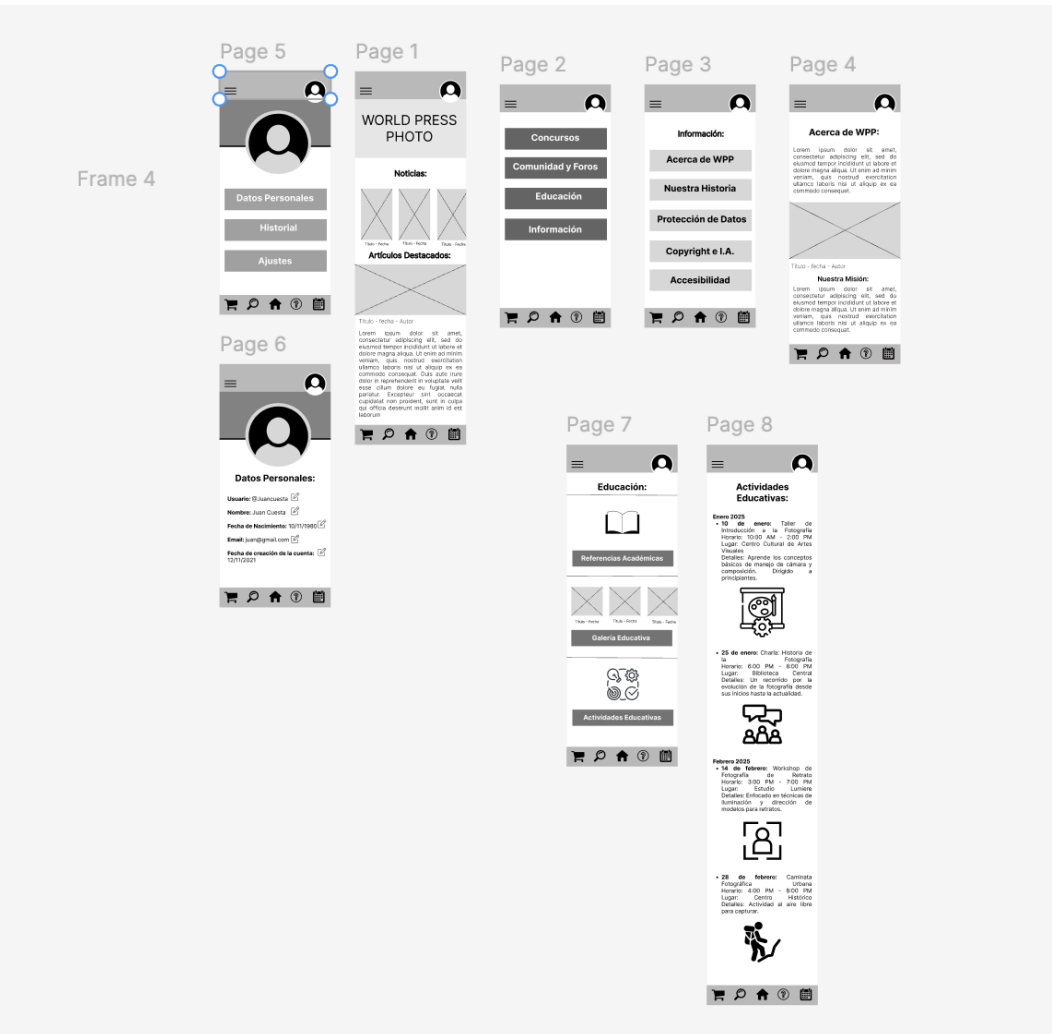 Page 5
Page 1
Page 2
Page 3
Page 4
Frame 4
Datos Personales
Historial
Ajustes
WORLD PRESS
PHOTO
Noticias:
Título - Fecha
Título - Fecha
Título - Fecha
Artículos Destacados:
Título - fecha - Autor
Lorem ipsum dolor sit amet,
consectetur adipiscing elit, sed do
eiusmod tempor incididunt ut labore et
dolore magna aliqua. Ut enim ad minim
veniam, quis nostrud exercitation
ullamco laboris nisi ut aliquip ex ea
commodo consequat. Duis aute irure
dolor in reprehenderit in voluptate velit
esse cillum dolore eu fugiat nulla
pariatur. Excepteur sint occaecat
cupidatat non proident, sunt in culpa
qui officia deserunt mollit anim id est
laborum
Concursos
Comunidad y Foros
Educación
Información
Información:
Acerca de WPP
Nuestra Historia
Protección de Datos
Copyright e I.A.
Accesibilidad
Acerca de WPP:
Lorem ipsum dolor sit amet,
consectetur adipiscing elit, sed do
eiusmod tempor incididunt ut labore et
dolore magna aliqua. Ut enim ad minim
veniam, quis nostrud exercitation
ullamco laboris nisi ut aliquip ex ea
commodo consequat.
Título - fecha - Autor
Nuestra Misión:
Lorem ipsum dolor sit amet,
consectetur adipiscing elit, sed do
eiusmod tempor incididunt ut labore et
dolore magna aliqua. Ut enim ad minim
veniam, quis nostrud exercitation
ullamco laboris nisi ut aliquip ex ea
commodo consequat.
Page 6
Datos Personales:
Usuario: @Juancuesta
Nombre: Juan Cuesta
Fecha de Nacimiento: 10/11/1980
Email: juan@gmail.com
Fecha de creación de la cuenta:
12/11/2021
Page 7
Educación:
Referencias Académicas
Título - Fecha
Título - Fecha
Título - Fecha
Galería Educativa
Actividades Educativas
Page 8
Actividades
Educativas:
Enero 2025
• 10 de enero: Taller de
Introducción a la Fotografía
Horario: 10:00 AM - 2:00 PM
Lugar: Centro Cultural de Artes
Visuales
Detalles: Aprende los conceptos
básicos de manejo de cámara y
composición. Dirigido a
principiantes.
• 25 de enero: Charla: Historia de
la Fotografía
Horario: 6:00 PM - 8:00 PM
Lugar: Biblioteca Central
Detalles: Un recorrido por la
evolución de la fotografía desde
sus inicios hasta la actualidad.
Febrero 2025
• 14 de febrero: Workshop de
Fotografía de Retrato
Horario: 3:00 PM - 7:00 PM
Lugar: Estudio Lumiere
Detalles: Enfocado en técnicas de
iluminación y dirección de
modelos para retratos.
• 28 de febrero: Caminata
Fotográfica Urbana
Horario: 4:00 PM - 8:00 PM
Lugar: Centro Histórico
Detalles: Actividad al aire libre
para capturar.